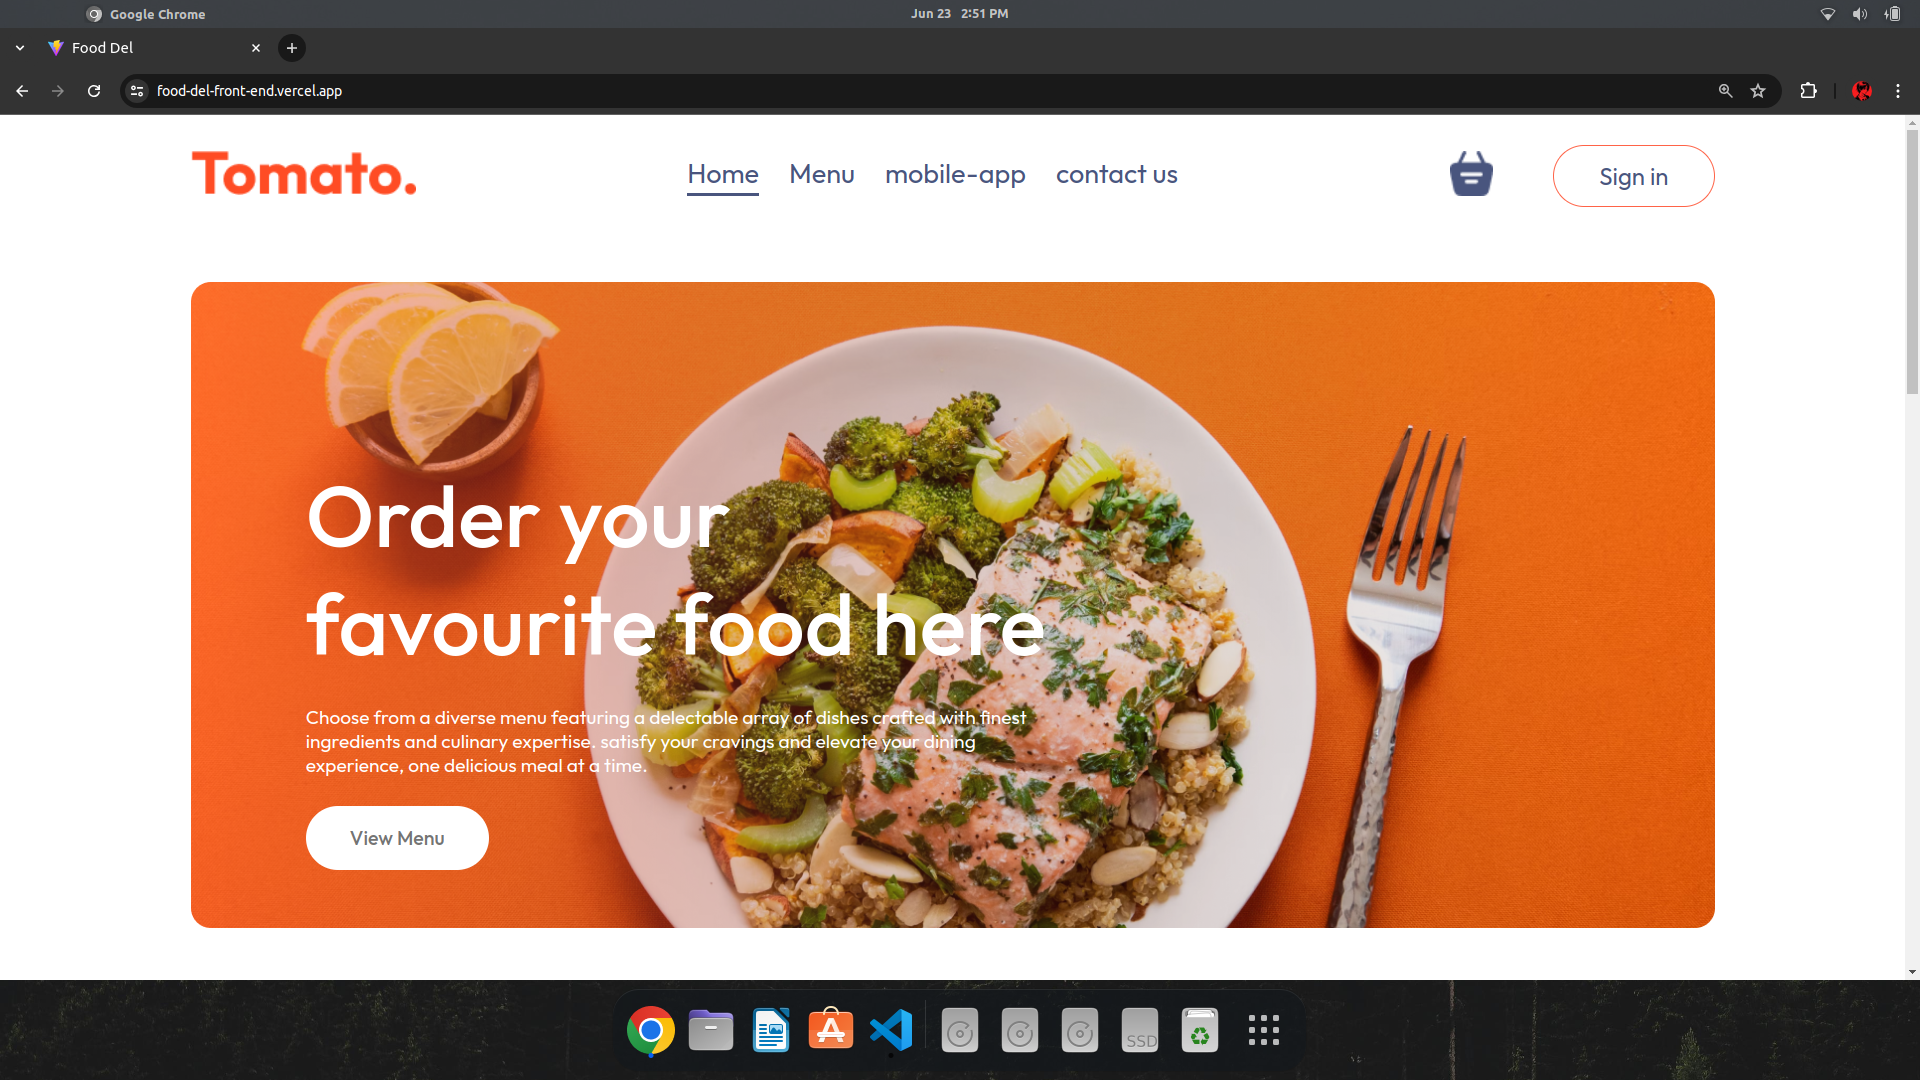 Google Chrome
Jun 23 2:51 PM
Food Del
food-del-front-end.vercel.app
Tomato.
Home
Menu
mobile-app
contact us
Sign in
Order your
favourite food here
Choose from a diverse menu featuring a delectable array of dishes crafted with finest
ingredients and culinary expertise. satisfy your cravings and elevate your dining
experience, one delicious meal at a time.
View Menu
SSD